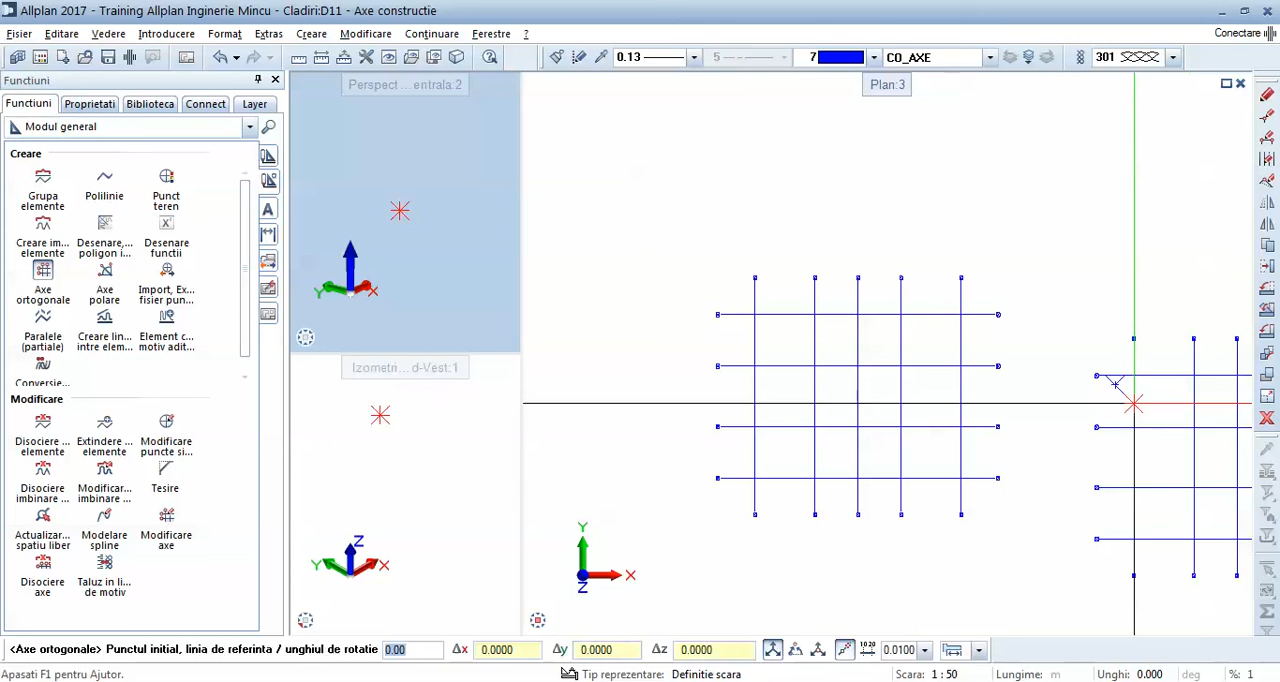 Allplan 2017 - Training Allplan Inginerie Mincu - Cladiri:D11 - Axe constructie
Fisier Editare Vedere Introducere Format Extras Creare Modificare Continuare Ferestre ?
Conectare
0.13 5 7 CO_AXE 301
Functiuni
Functiuni Proprietati Biblioteca Connect Layer
Modul general
Creare
Grupa elemente
Polilinie
Punct teren
Creare im... elemente
Desenare, ... poligon i...
Desenare functii
Axe ortogonale
Axe polare
Import, Ex... fisier pun...
Paralele (partiale)
Creare lin... intre elem...
Element c... motiv adit...
Conversie...
Modificare
Disociere ... elemente
Extindere ... elemente
Modificare puncte si...
Disociere imbinare ...
Modificar... imbinare ...
Tesire
Actualizar... spatiu liber
Modelare spline
Modificare axe
Disociere axe
Taluz in li... de motiv
Perspect ... entrala:2
Y X
Izometri ... d-Vest:1
Z Y X
Plan:3
Y X Z
<Axe ortogonale> Punctul initial, linia de referinta / unghiul de rotatie 0.00 Δx 0.0000 Δy 0.0000 Δz 0.0000 10 20 0.0100
Apasati F1 pentru Ajutor. Tip reprezentare: Definitie scara Scara: 1 : 50 Lungime: m Unghi: 0.000 deg %: 1